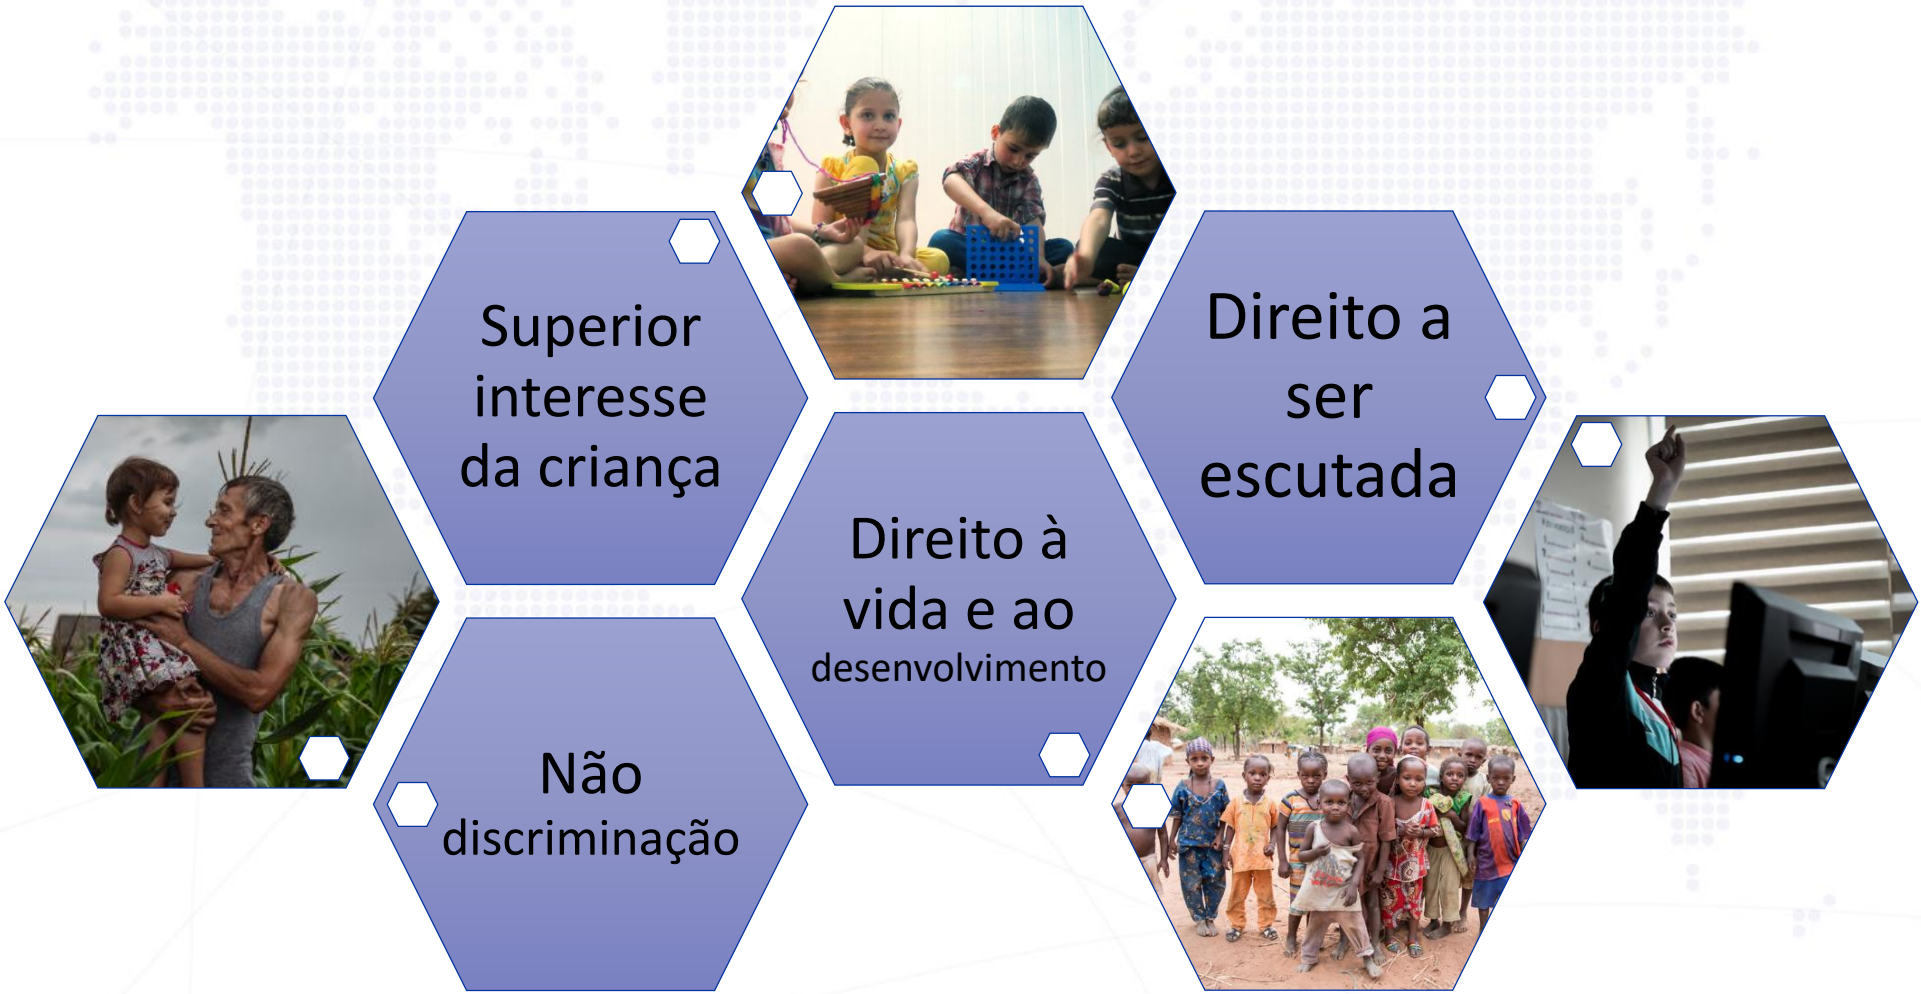 Superior
interesse
da criança
Direito a
ser
escutada
Direito à
vida e ao
desenvolvimento
Não
discriminação